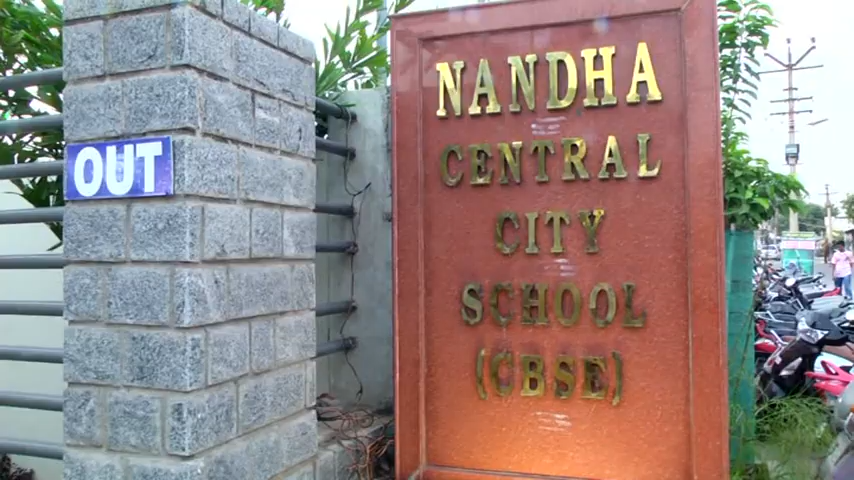 OUT
NANDHA
CENTRAL
CITY
SCHOOL
(CBSE)